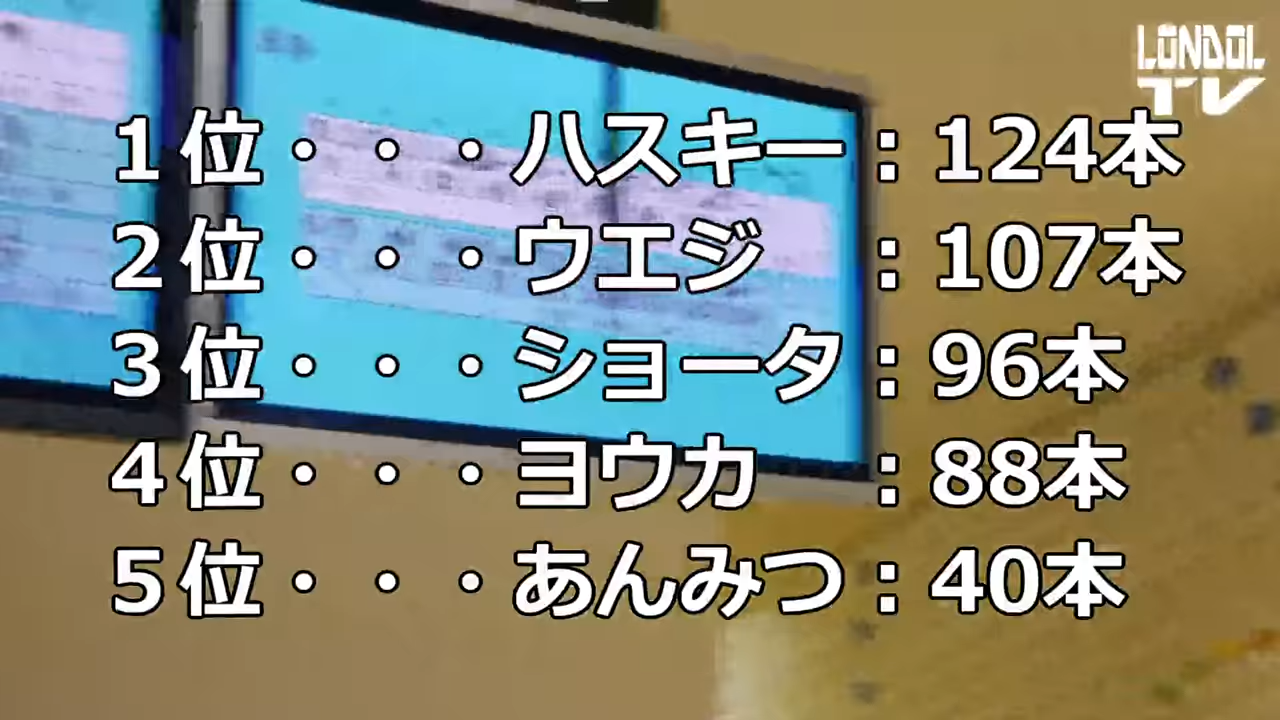 LONDOL
TV
1位・・・ハスキー：124本
2位・・・ウエジ　：107本
3位・・・ショータ：96本
4位・・・ヨウカ　：88本
5位・・・あんみつ：40本